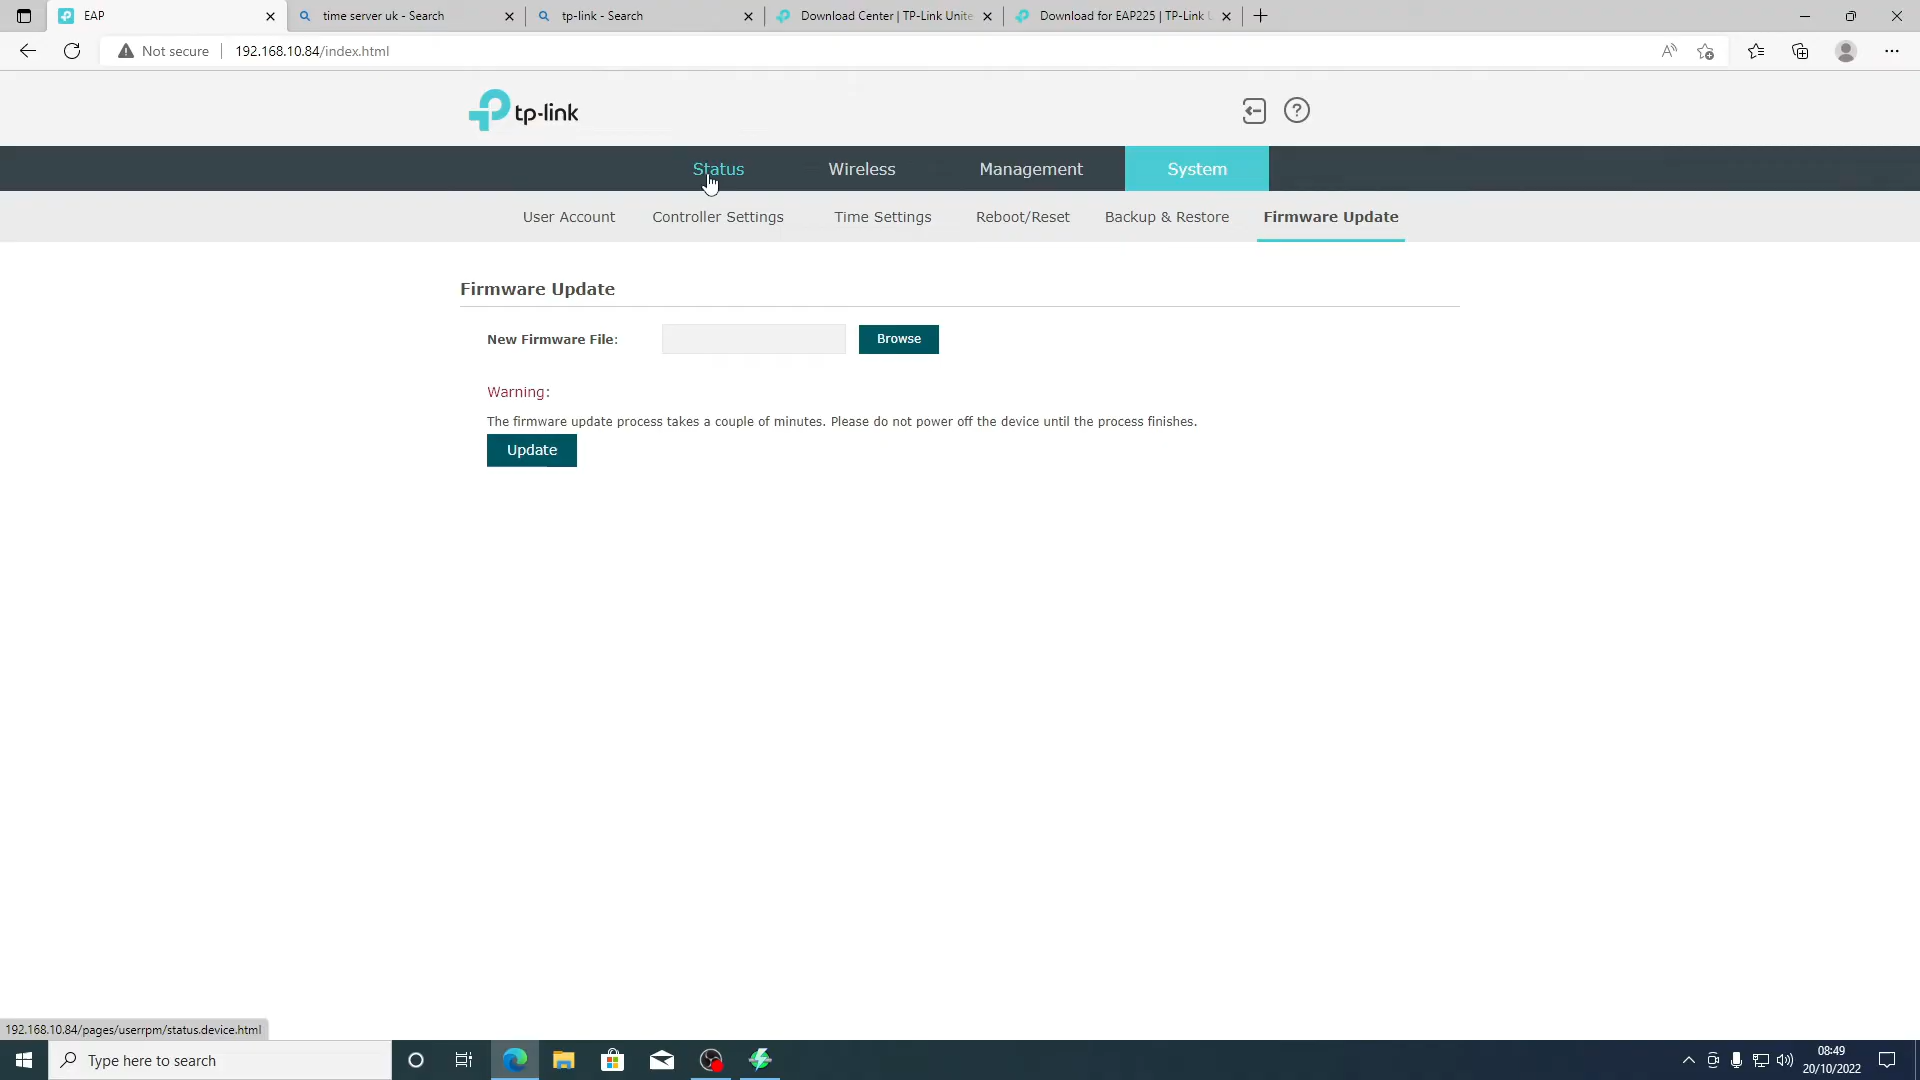 EAP
time server uk - Search
tp-link - Search
Download Center | TP-Link Unite
Download for EAP225 | TP-Link U
Not secure
192.168.10.84/index.html
tp-link
Status
Wireless
Management
System
User Account
Controller Settings
Time Settings
Reboot/Reset
Backup & Restore
Firmware Update
Firmware Update
New Firmware File:
Browse
Warning:
The firmware update process takes a couple of minutes. Please do not power off the device until the process finishes.
Update
192.168.10.84/pages/userrpm/status.device.html
Type here to search
08:49
20/10/2022